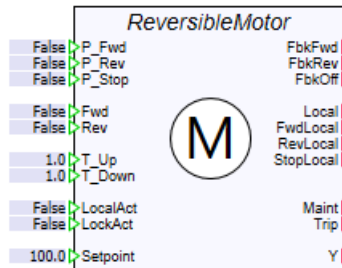 ReversibleMotor
False P_Fwd FbkFwd
False P_Rev FbkRev
False P_Stop FbkOff
False Fwd Local
False Rev FwdLocal
RevLocal
M
1.0 T_Up StopLocal
1.0 T_Down
False LocalAct Maint
False LockAct Trip
100.0 Setpoint Y